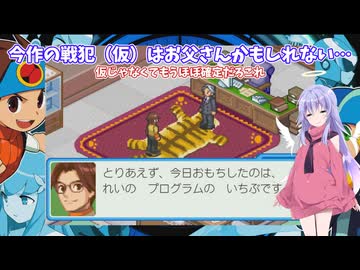 今作の戦犯（仮）はお父さんかもしれない…
仮じゃなくてもうほぼ確定だろこれ
とりあえず、今日おもちしたのは、
れいの　プログラムの　いちぶです